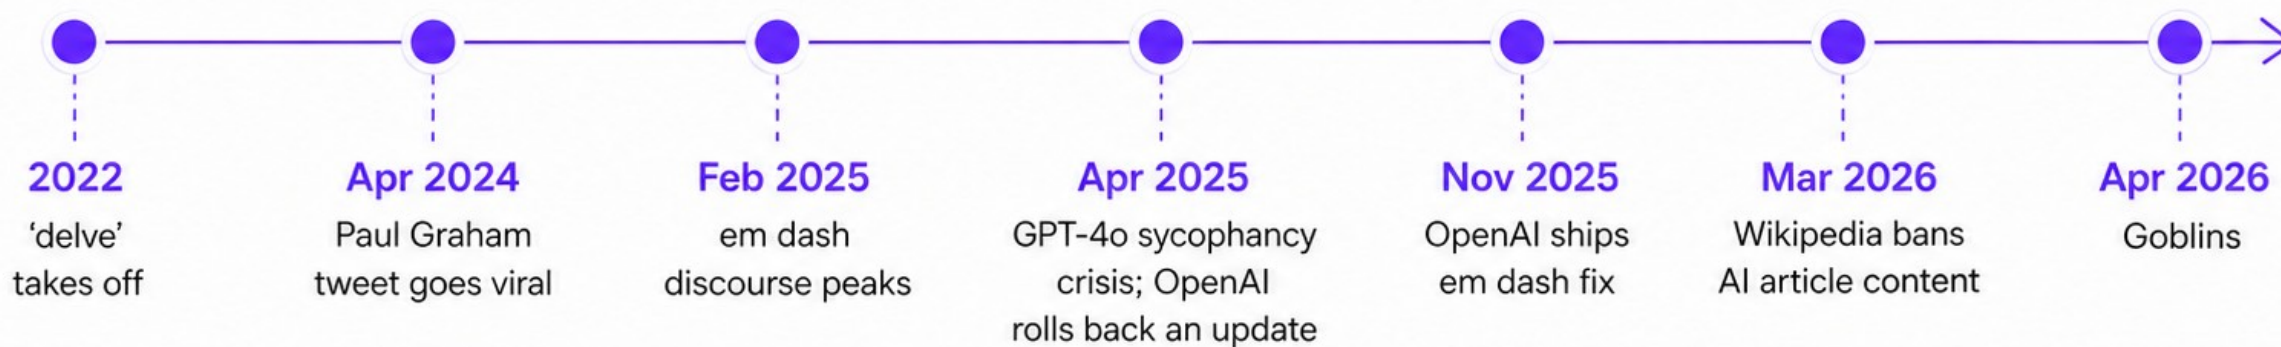 2022
‘delve’
takes off
Apr 2024
Paul Graham
tweet goes viral
Feb 2025
em dash
discourse peaks
Apr 2025
GPT-4o sycophancy
crisis; OpenAI
rolls back an update
Nov 2025
OpenAI ships
em dash fix
Mar 2026
Wikipedia bans
AI article content
Apr 2026
Goblins